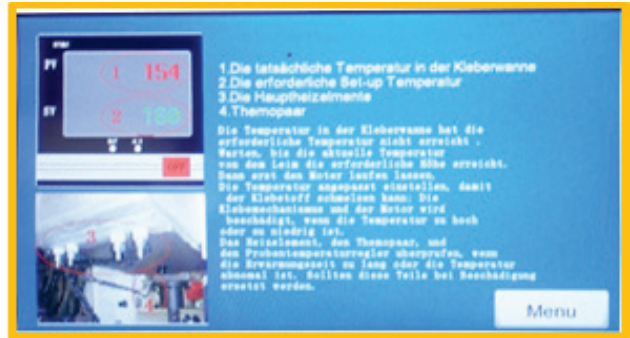 PV
1 154
SV
2 180
OFF
3
4
1.Die tatsächliche Temperatur in der Kleberwanne
2.Die erforderliche Set-up Temperatur
3.Die Hauptheizelmente
4.Themopaar
Die Temperatur in der Kleberwanne hat die
erforderliche Temperatur nicht erreicht .
Warten, bis die aktuelle Temperatur
von dem Leim die erforderliche Höhe erreicht.
Dann erst den Motor laufen lassen.
Die Temperatur angepasst einstellen, damit
der Klebstoff schmelzen kann; Die
Klebemechanismus und der Motor wird
beschädigt, wenn die Temperatur zu hoch
oder zu niedrig ist.
Das Heizelement, den Themopaar, und
den Probentemperaturregler uberprufen, wenn
die Erwurmungszeit zu lang oder die Temperatur
abnomal ist. Sollten diese Teile bei Beschädigung
ersetzt werden.
Menu